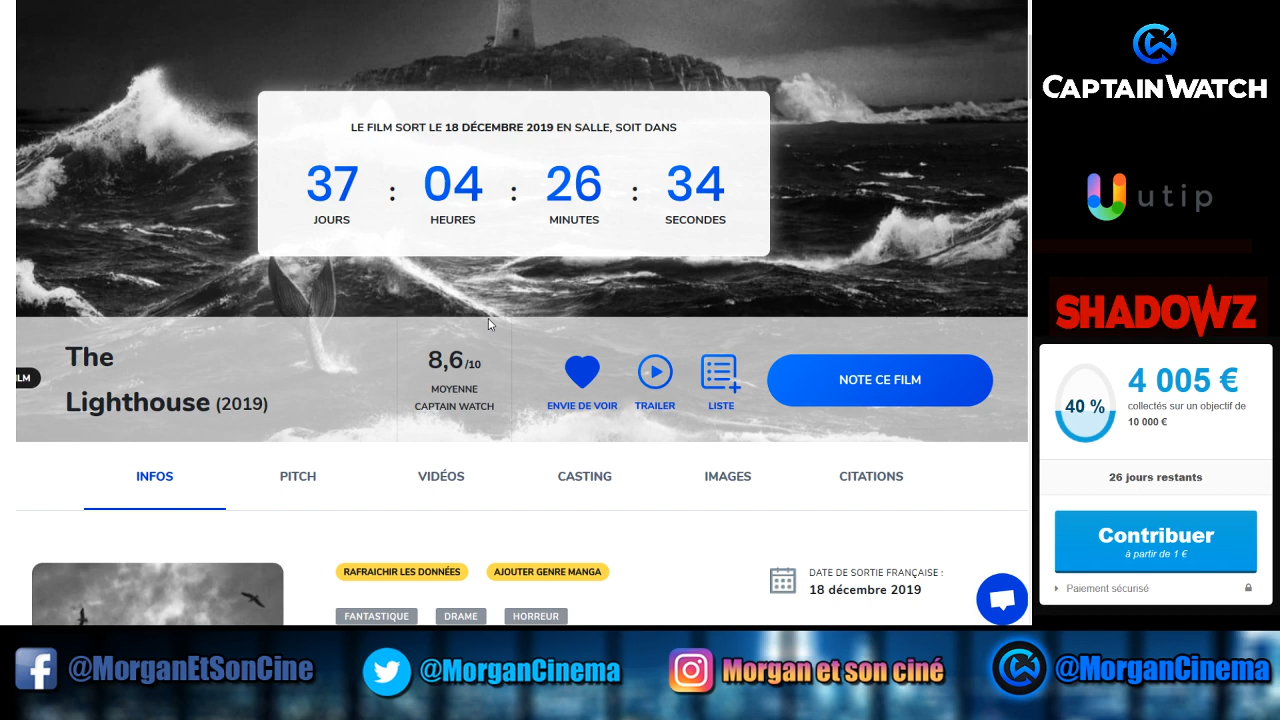 LE FILM SORT LE 18 DÉCEMBRE 2019 EN SALLE, SOIT DANS
37 : 04 : 26 : 34
JOURS HEURES MINUTES SECONDES
LM
The
Lighthouse (2019)
8,6/10
MOYENNE
CAPTAIN WATCH
ENVIE DE VOIR
TRAILER
LISTE
NOTE CE FILM
INFOS PITCH VIDÉOS CASTING IMAGES CITATIONS
RAFRAICHIR LES DONNÉES AJOUTER GENRE MANGA
FANTASTIQUE DRAME HORREUR
DATE DE SORTIE FRANÇAISE :
18 décembre 2019
CAPTAIN WATCH
utip
SHADOWZ
40 %
4 005 €
collectés sur un objectif de
10 000 €
26 jours restants
Contribuer
à partir de 1 €
Paiement sécurisé
@MorganEtSonCine @MorganCinema Morgan et son ciné @MorganCinema